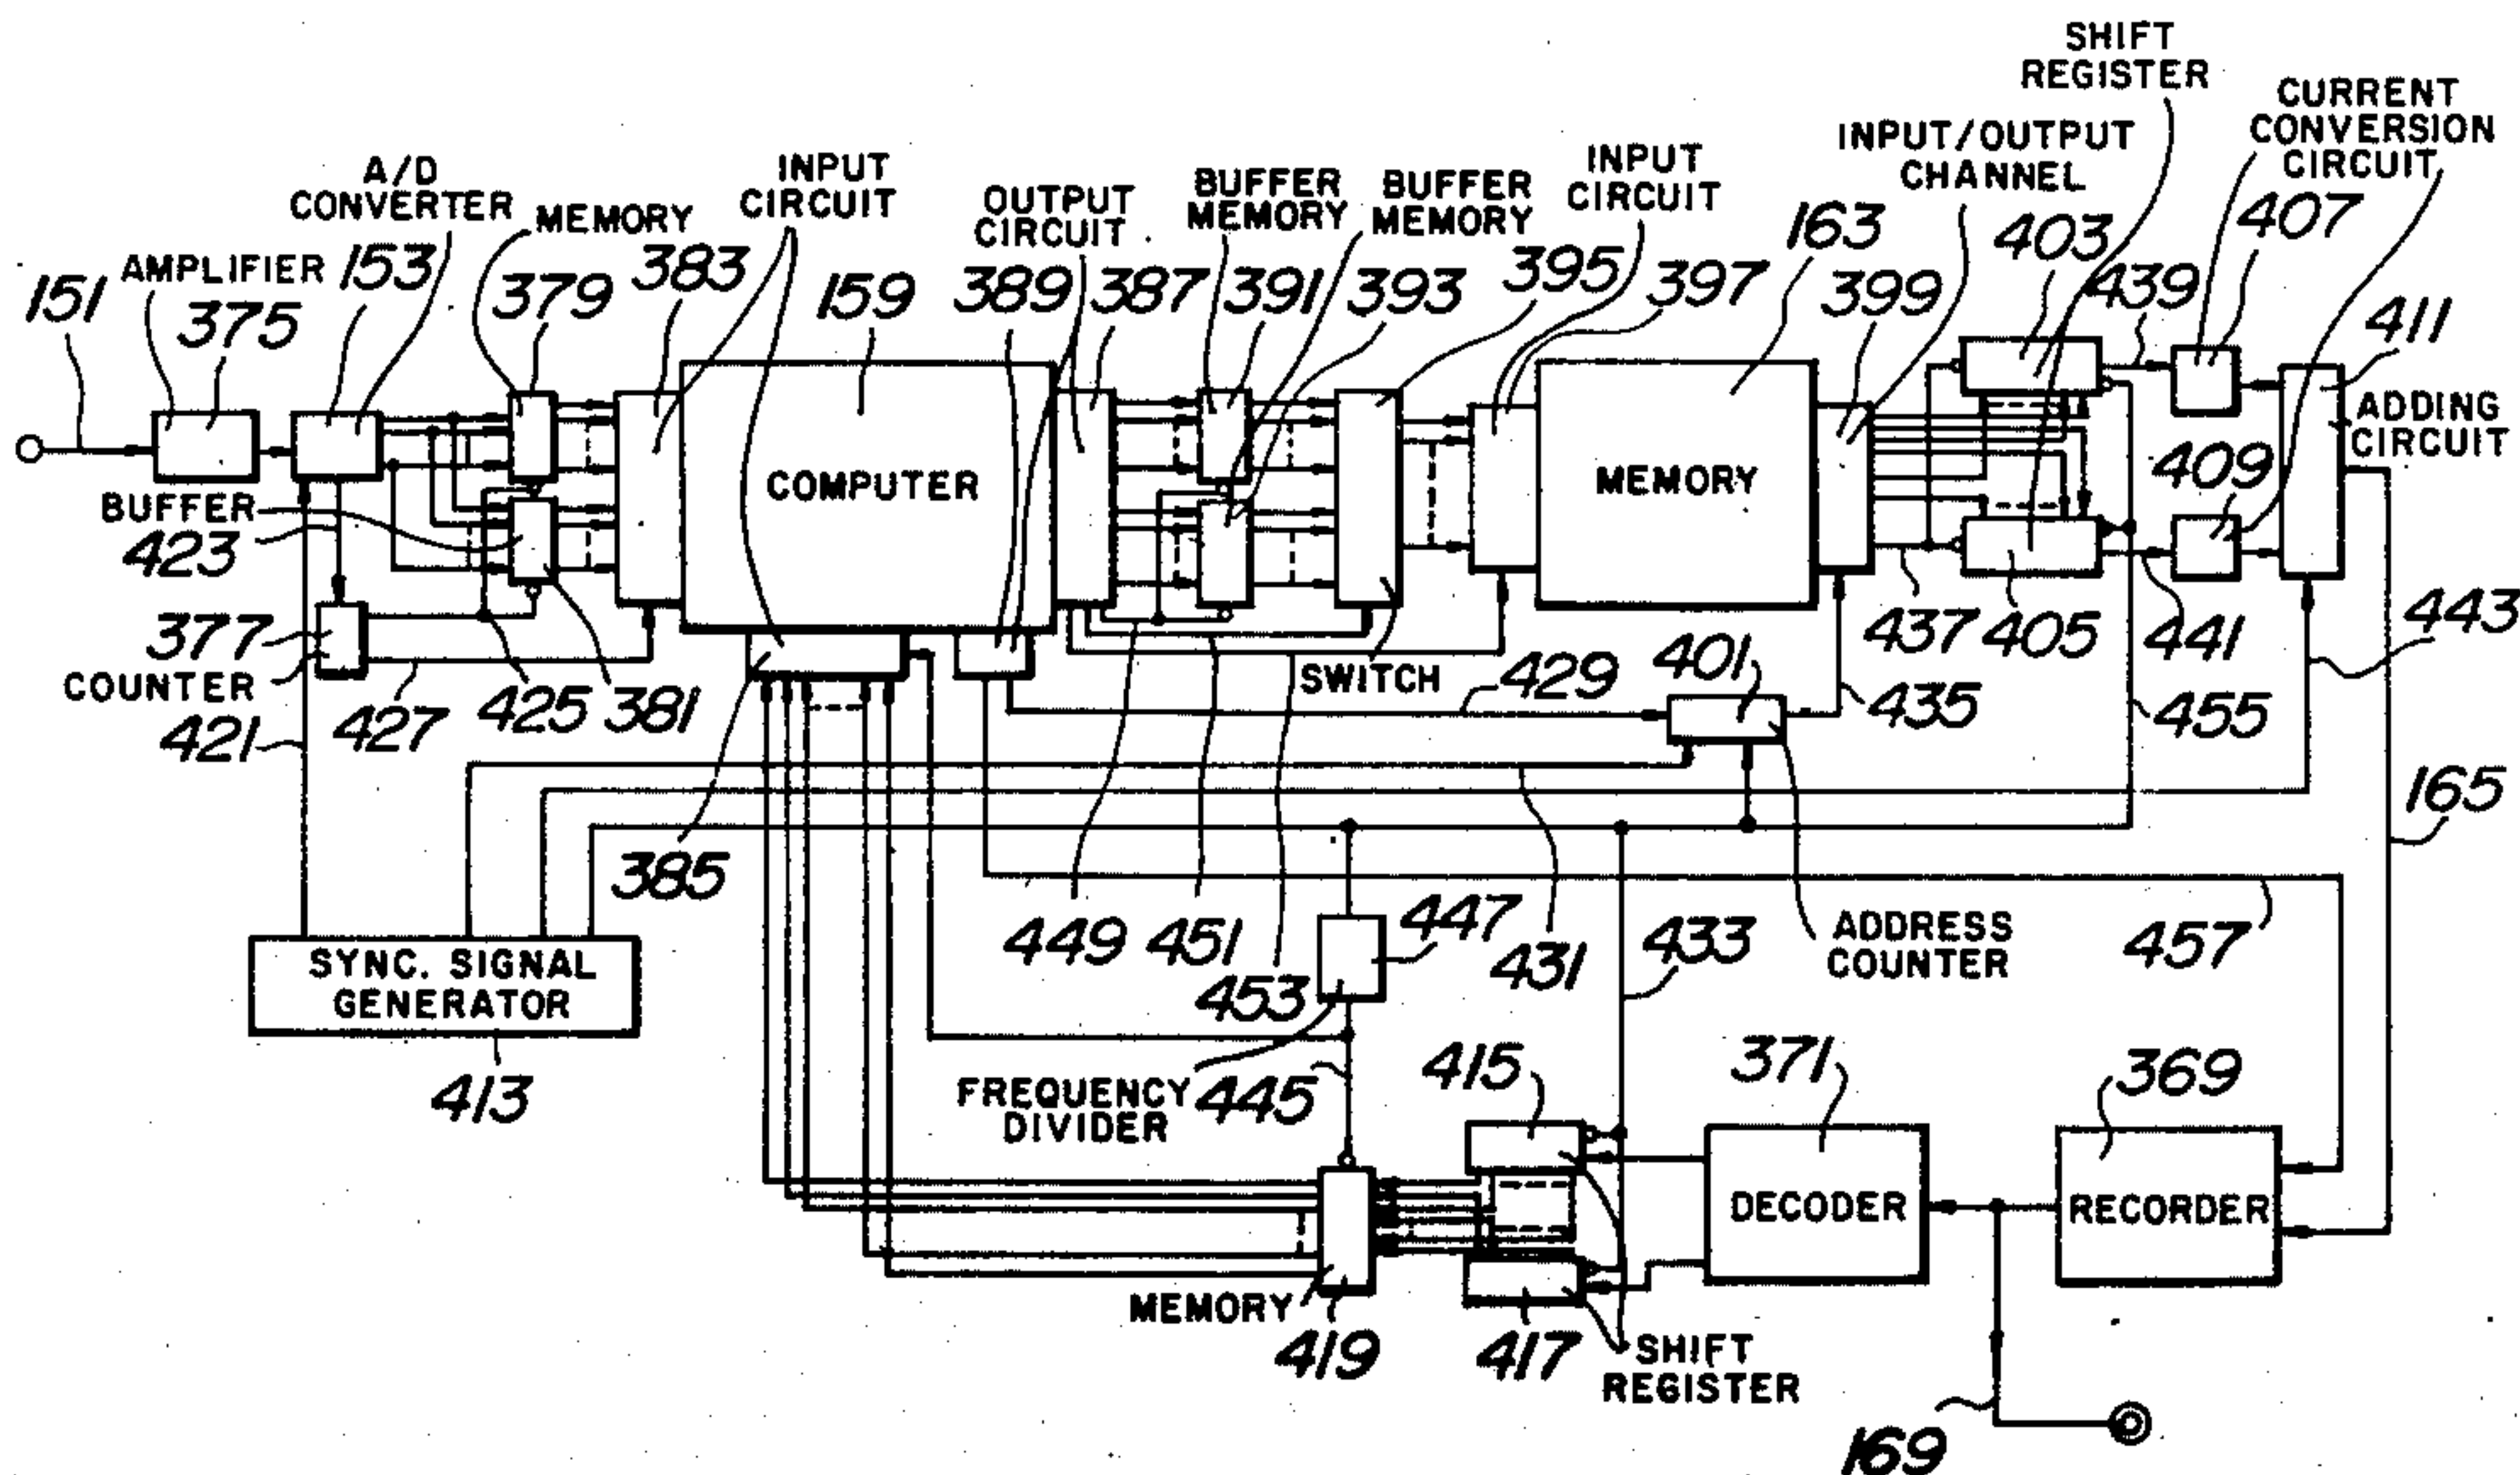 SHIFT
REGISTER
CURRENT
CONVERSION
CIRCUIT
INPUT/OUTPUT
CHANNEL
INPUT
CIRCUIT
BUFFER
MEMORY
BUFFER
MEMORY
OUTPUT
CIRCUIT
INPUT
CIRCUIT
A/D
CONVERTER
MEMORY
AMPLIFIER
151
375
153
379
383
159
389
387
391
393
395
397
163
399
403
439
407
411
ADDING
CIRCUIT
409
COMPUTER
MEMORY
BUFFER
423
377
COUNTER
421
427
425
381
SWITCH
429
401
435
437
405
441
455
443
165
385
449
451
453
447
431
433
ADDRESS
COUNTER
457
SYNC. SIGNAL
GENERATOR
413
FREQUENCY
DIVIDER
445
415
371
369
DECODER
RECORDER
MEMORY
419
417
SHIFT
REGISTER
169